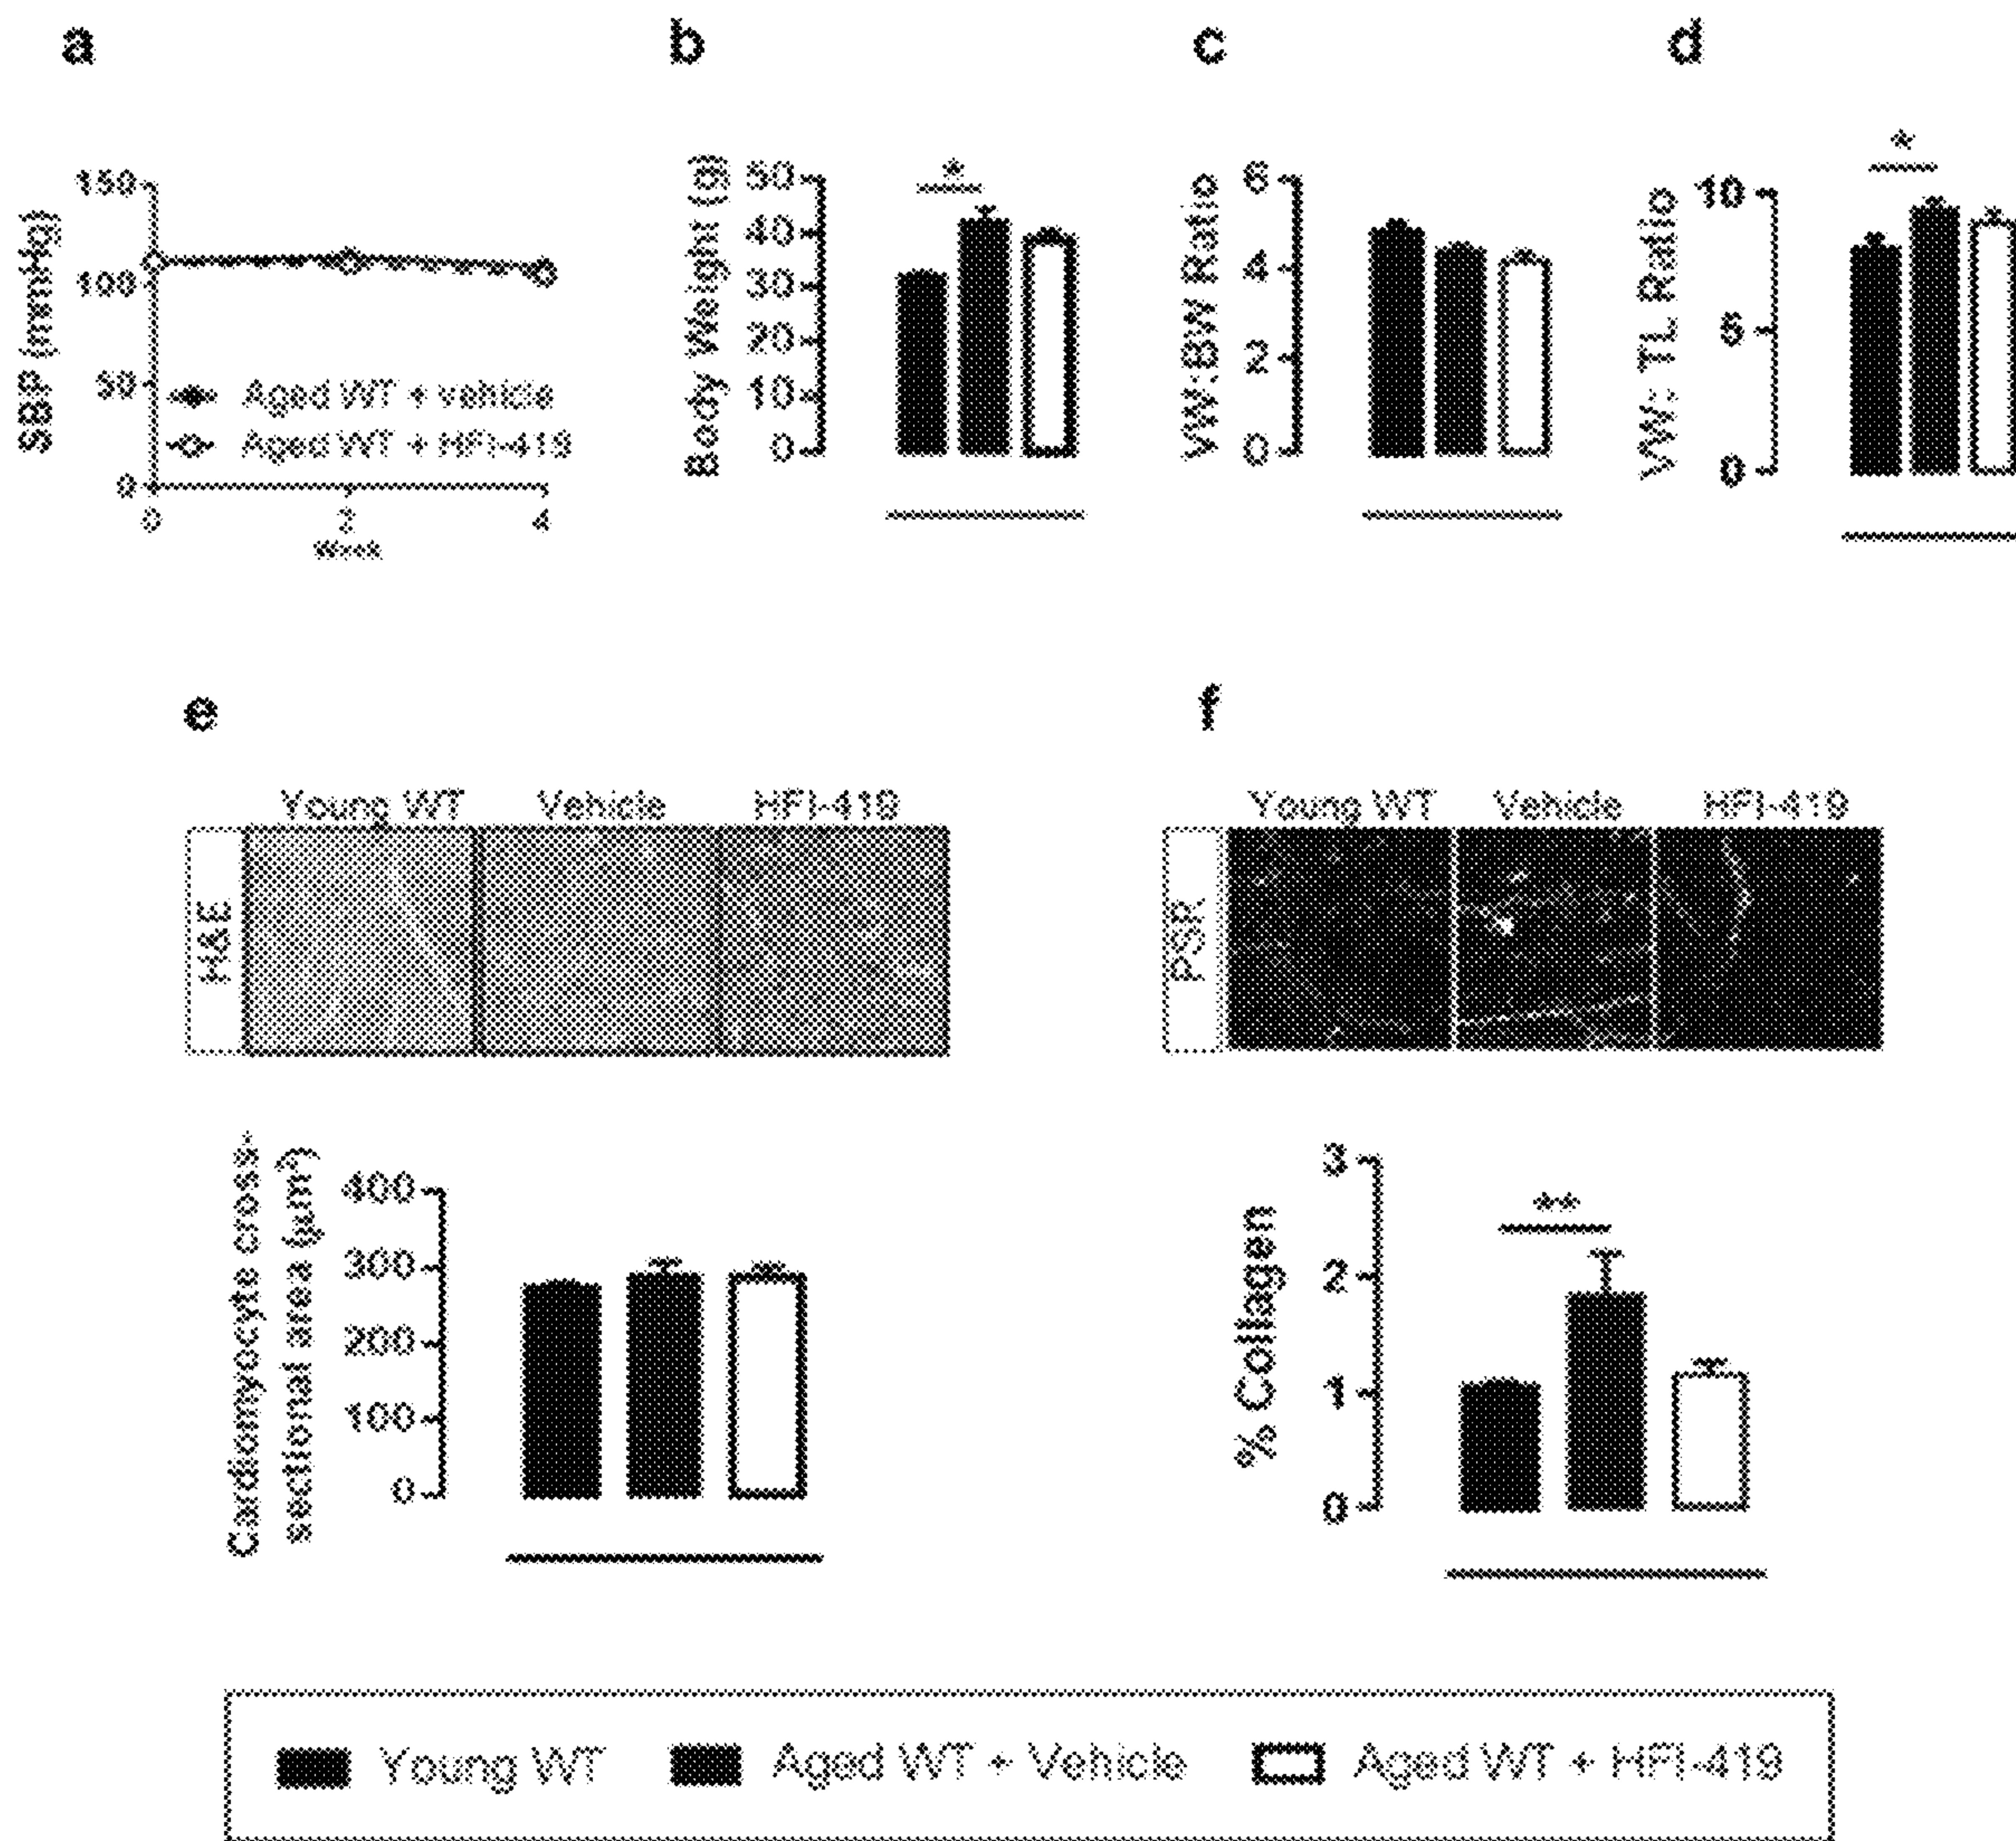 a
b
c
d
SBP (mmHg)
150
100
50
0
Aged WT + vehicle
Aged WT + HFI-419
0
2
4
Week
Body Weight (g)
50
40
30
20
10
0
*
VW:BW Ratio
6
4
2
0
VW: TL Ratio
10
5
0
*
e
f
Young WT
Vehicle
HFI-419
H&E
Young WT
Vehicle
HFI-419
PSR
Cardiomyocyte cross-
sectional area (µm²)
400
300
200
100
0
% Collagen
3
2
1
0
**
Young WT
Aged WT + Vehicle
Aged WT + HFI-419